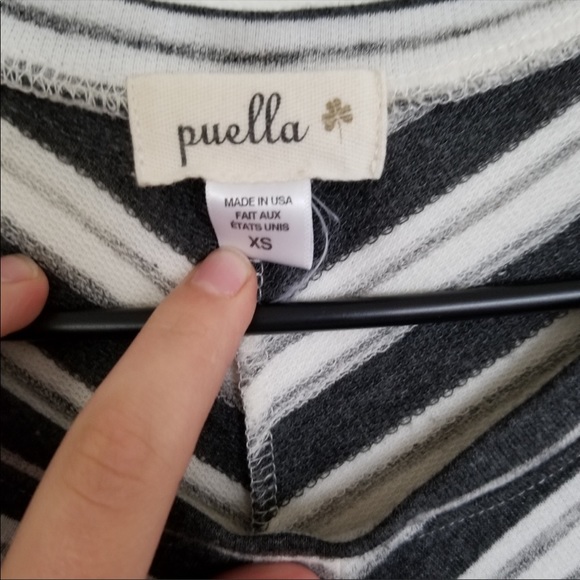 puella
MADE IN USA
FAIT AUX
ÉTATS UNIS
XS